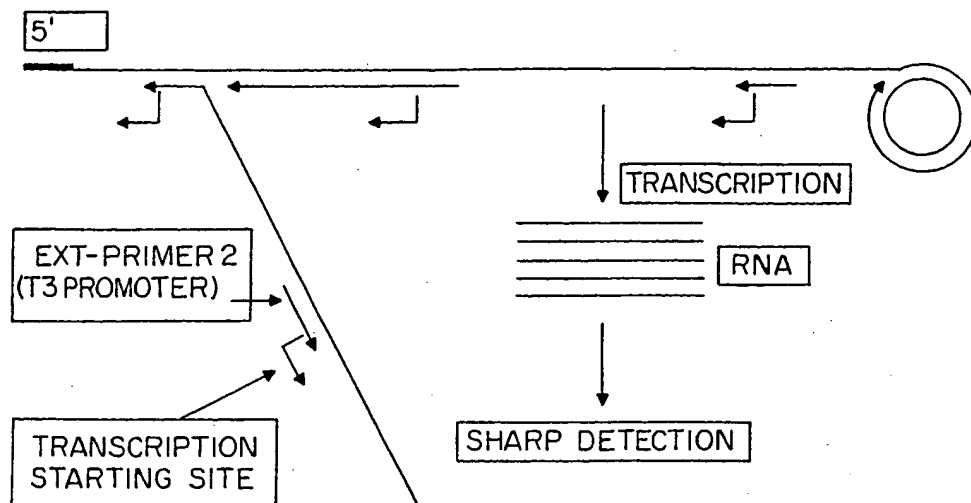 5'
TRANSCRIPTION
EXT-PRIMER 2
(T3 PROMOTER)
RNA
TRANSCRIPTION
STARTING SITE
SHARP DETECTION